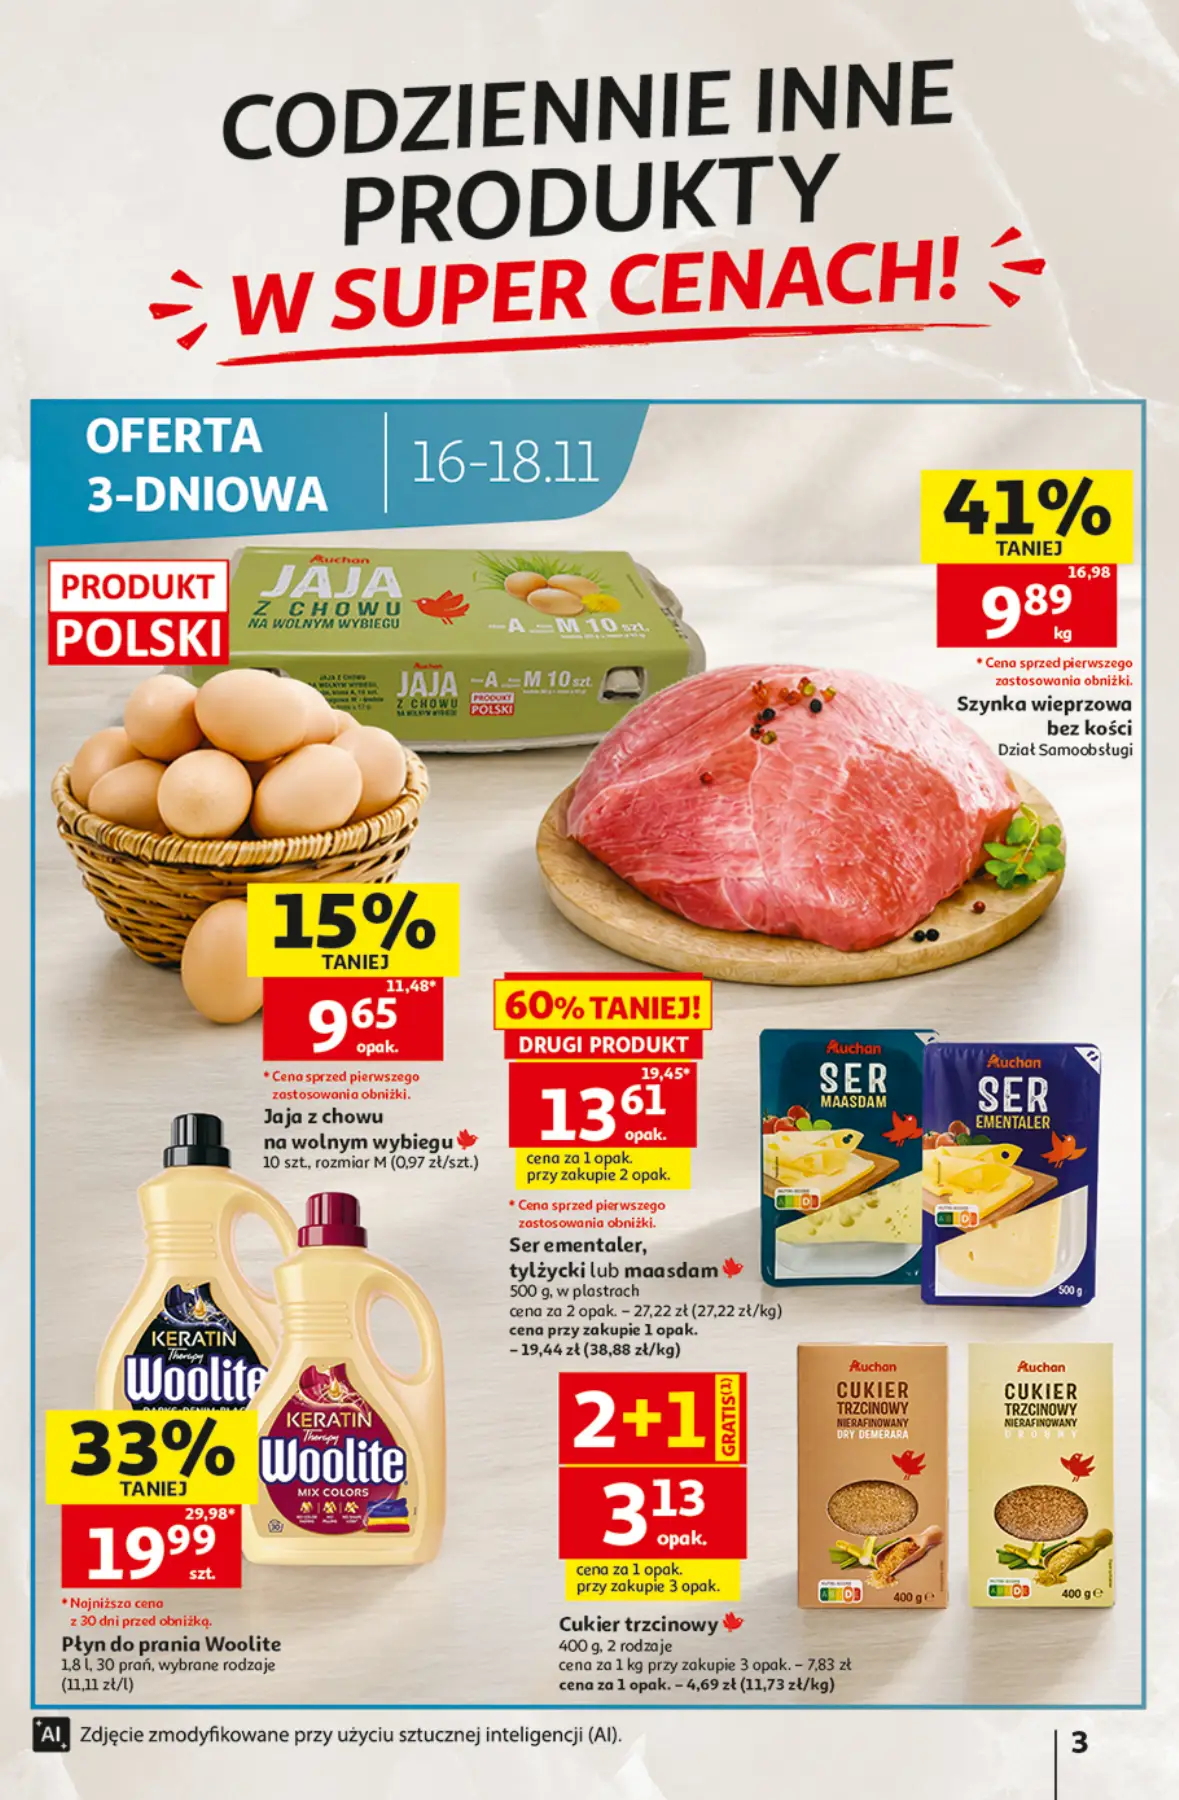 CODZIENNIE INNE
PRODUKTY
W SUPER CENACH!
OFERTA
3-DNIOWA
16-18.11
PRODUKT
POLSKI
Auchan
JAJA
Z CHOWU
NA WOLNYM WYBIEGU
A M 10 szt.
Auchan
JAJA
Z CHOWU
NA WOLNYM WYBIEGU
A M 10 szt.
PRODUKT
POLSKI
41%
TANIEJ
16,98
9 89
kg
* Cena sprzed pierwszego
zastosowania obniżki.
Szynka wieprzowa
bez kości
Dział Samoobsługi
15%
TANIEJ
11,48*
9 65
opak.
* Cena sprzed pierwszego
zastosowania obniżki.
Jaja z chowu
na wolnym wybiegu
10 szt., rozmiar M (0,97 zł/szt.)
60% TANIEJ!
DRUGI PRODUKT
19,45*
13 61
opak.
cena za 1 opak.
przy zakupie 2 opak.
* Cena sprzed pierwszego
zastosowania obniżki.
Ser ementaler,
tylżycki lub maasdam
500 g, w plastrach
cena za 2 opak. – 27,22 zł (27,22 zł/kg)
cena przy zakupie 1 opak.
– 19,44 zł (38,88 zł/kg)
Auchan
SER
MAASDAM
Auchan
SER
EMENTALER
500 g
KERATIN
Therapy
Woolite
KERATIN
Therapy
Woolite
MIX COLORS
33%
TANIEJ
29,98*
19 99
szt.
* Najniższa cena
z 30 dni przed obniżką.
Płyn do prania Woolite
1,8 l, 30 prań, wybrane rodzaje
(11,11 zł/l)
2+1
GRATIS(1)
3 13
opak.
cena za 1 opak.
przy zakupie 3 opak.
Cukier trzcinowy
400 g, 2 rodzaje
cena za 1 kg przy zakupie 3 opak. – 7,83 zł
cena za 1 opak. – 4,69 zł (11,73 zł/kg)
Auchan
CUKIER
TRZCINOWY
NIERAFINOWANY
DRY DEMERARA
400 g e
Auchan
CUKIER
TRZCINOWY
NIERAFINOWANY
DROBNY
400 g e
AI Zdjęcie zmodyfikowane przy użyciu sztucznej inteligencji (AI).
3